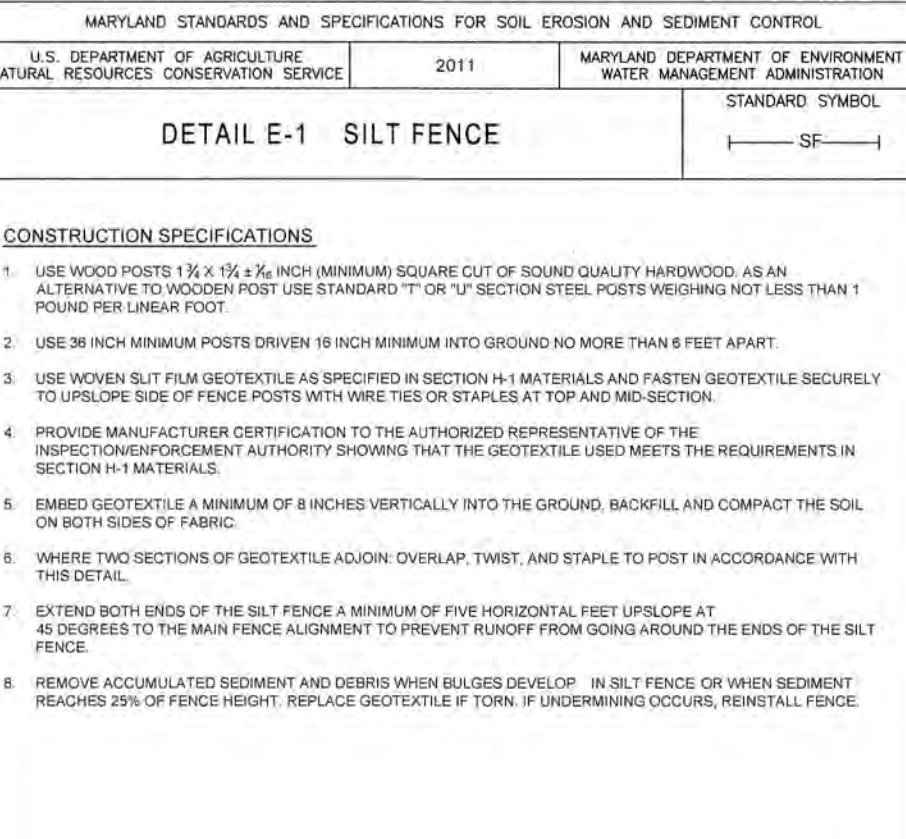 MARYLAND STANDARDS AND SPECIFICATIONS FOR SOIL EROSION AND SEDIMENT CONTROL
U.S. DEPARTMENT OF AGRICULTURE
ATURAL RESOURCES CONSERVATION SERVICE
2011
MARYLAND DEPARTMENT OF ENVIRONMENT
WATER MANAGEMENT ADMINISTRATION
DETAIL E-1 SILT FENCE
STANDARD SYMBOL
SF
CONSTRUCTION SPECIFICATIONS
1. USE WOOD POSTS 1 ¾ X 1¾ ± 1⁄16 INCH (MINIMUM) SQUARE CUT OF SOUND QUALITY HARDWOOD. AS AN
ALTERNATIVE TO WOODEN POST USE STANDARD "T" OR "U" SECTION STEEL POSTS WEIGHING NOT LESS THAN 1
POUND PER LINEAR FOOT.
2. USE 36 INCH MINIMUM POSTS DRIVEN 16 INCH MINIMUM INTO GROUND NO MORE THAN 6 FEET APART.
3. USE WOVEN SLIT FILM GEOTEXTILE AS SPECIFIED IN SECTION H-1 MATERIALS AND FASTEN GEOTEXTILE SECURELY
TO UPSLOPE SIDE OF FENCE POSTS WITH WIRE TIES OR STAPLES AT TOP AND MID-SECTION.
4. PROVIDE MANUFACTURER CERTIFICATION TO THE AUTHORIZED REPRESENTATIVE OF THE
INSPECTION/ENFORCEMENT AUTHORITY SHOWING THAT THE GEOTEXTILE USED MEETS THE REQUIREMENTS IN
SECTION H-1 MATERIALS.
5. EMBED GEOTEXTILE A MINIMUM OF 8 INCHES VERTICALLY INTO THE GROUND. BACKFILL AND COMPACT THE SOIL
ON BOTH SIDES OF FABRIC.
6. WHERE TWO SECTIONS OF GEOTEXTILE ADJOIN: OVERLAP, TWIST, AND STAPLE TO POST IN ACCORDANCE WITH
THIS DETAIL.
7. EXTEND BOTH ENDS OF THE SILT FENCE A MINIMUM OF FIVE HORIZONTAL FEET UPSLOPE AT
45 DEGREES TO THE MAIN FENCE ALIGNMENT TO PREVENT RUNOFF FROM GOING AROUND THE ENDS OF THE SILT
FENCE.
8. REMOVE ACCUMULATED SEDIMENT AND DEBRIS WHEN BULGES DEVELOP IN SILT FENCE OR WHEN SEDIMENT
REACHES 25% OF FENCE HEIGHT. REPLACE GEOTEXTILE IF TORN. IF UNDERMINING OCCURS, REINSTALL FENCE.